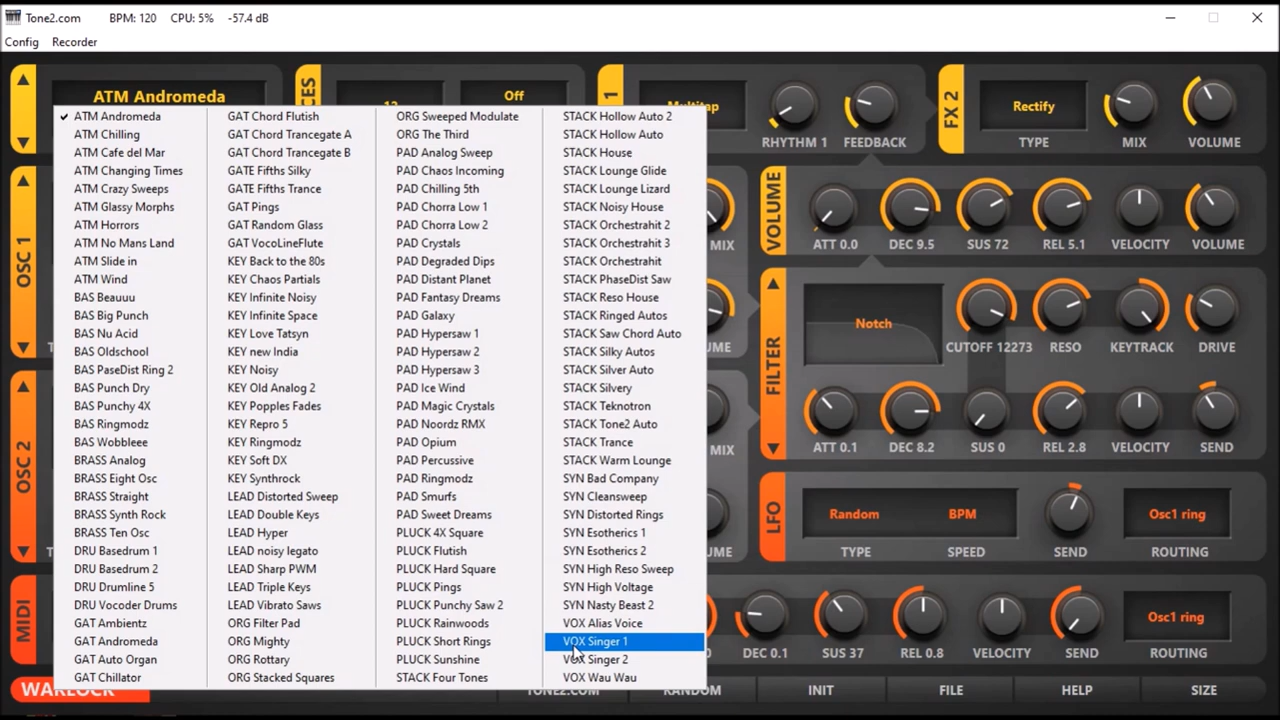 Tone2.com BPM: 120 CPU: 5% -57.4 dB
Config Recorder
ATM Andromeda
Off
RHYTHM 1 FEEDBACK
FX 2
Rectify
TYPE MIX VOLUME
ATM Andromeda
ATM Chilling
ATM Cafe del Mar
ATM Changing Times
ATM Crazy Sweeps
ATM Glassy Morphs
ATM Horrors
ATM No Mans Land
ATM Slide in
ATM Wind
BAS Beauuu
BAS Big Punch
BAS Nu Acid
BAS Oldschool
BAS PaseDist Ring 2
BAS Punch Dry
BAS Punchy 4X
BAS Ringmodz
BAS Wobbleee
BRASS Analog
BRASS Eight Osc
BRASS Straight
BRASS Synth Rock
BRASS Ten Osc
DRU Basedrum 1
DRU Basedrum 2
DRU Drumline 5
DRU Vocoder Drums
GAT Ambientz
GAT Andromeda
GAT Auto Organ
GAT Chillator
GAT Chord Flutish
GAT Chord Trancegate A
GAT Chord Trancegate B
GATE Fifths Silky
GATE Fifths Trance
GAT Pings
GAT Random Glass
GAT VocoLineFlute
KEY Back to the 80s
KEY Chaos Partials
KEY Infinite Noisy
KEY Infinite Space
KEY Love Tatsyn
KEY new India
KEY Noisy
KEY Old Analog 2
KEY Popples Fades
KEY Repro 5
KEY Ringmodz
KEY Soft DX
KEY Synthrock
LEAD Distorted Sweep
LEAD Double Keys
LEAD Hyper
LEAD noisy legato
LEAD Sharp PWM
LEAD Triple Keys
LEAD Vibrato Saws
ORG Filter Pad
ORG Mighty
ORG Rottary
ORG Stacked Squares
ORG Sweeped Modulate
ORG The Third
PAD Analog Sweep
PAD Chaos Incoming
PAD Chilling 5th
PAD Chorra Low 1
PAD Chorra Low 2
PAD Crystals
PAD Degraded Dips
PAD Distant Planet
PAD Fantasy Dreams
PAD Galaxy
PAD Hypersaw 1
PAD Hypersaw 2
PAD Hypersaw 3
PAD Ice Wind
PAD Magic Crystals
PAD Noordz RMX
PAD Opium
PAD Percussive
PAD Ringmodz
PAD Smurfs
PAD Sweet Dreams
PLUCK 4X Square
PLUCK Flutish
PLUCK Hard Square
PLUCK Pings
PLUCK Punchy Saw 2
PLUCK Rainwoods
PLUCK Short Rings
PLUCK Sunshine
STACK Four Tones
STACK Hollow Auto 2
STACK Hollow Auto
STACK House
STACK Lounge Glide
STACK Lounge Lizard
STACK Noisy House
STACK Orchestrahit 2
STACK Orchestrahit 3
STACK Orchestrahit
STACK PhaseDist Saw
STACK Reso House
STACK Ringed Autos
STACK Saw Chord Auto
STACK Silky Autos
STACK Silver Auto
STACK Silvery
STACK Teknotron
STACK Tone2 Auto
STACK Trance
STACK Warm Lounge
SYN Bad Company
SYN Cleansweep
SYN Distorted Rings
SYN Esotherics 1
SYN Esotherics 2
SYN High Reso Sweep
SYN High Voltage
SYN Nasty Beast 2
VOX Alias Voice
VOX Singer 1
VOX Singer 2
VOX Wau Wau
OSC 1
OSC 2
MIDI
MIX
MIX
VOLUME
ATT 0.0 DEC 9.5 SUS 72 REL 5.1 VELOCITY VOLUME
FILTER
Notch
CUTOFF 12273 RESO KEYTRACK DRIVE
ATT 0.1 DEC 8.2 SUS 0 REL 2.8 VELOCITY SEND
LFO
Random BPM Osc1 ring
TYPE SPEED SEND ROUTING
Osc1 ring
DEC 0.1 SUS 37 REL 0.8 VELOCITY SEND ROUTING
WARLOCK TONE2.COM RANDOM INIT FILE HELP SIZE